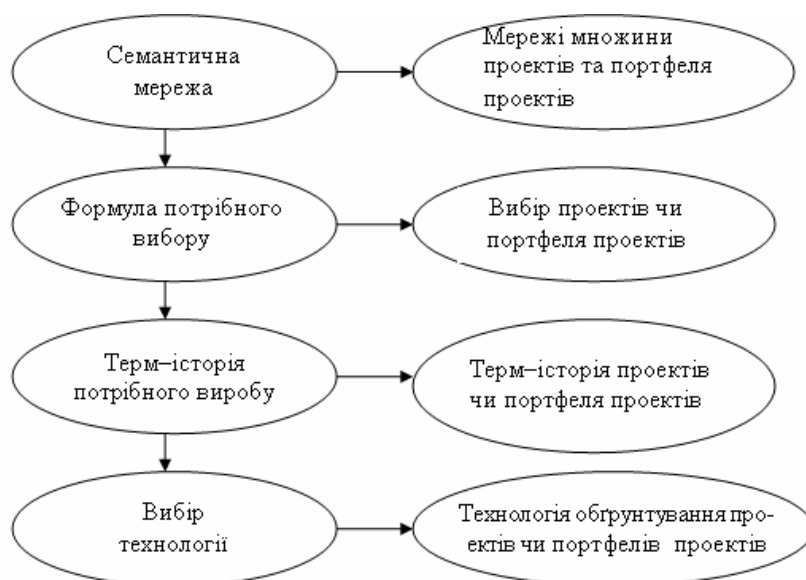 Семантична
мережа
Мережі множини
проектів та портфеля
проектів
Формула потрібного
вибору
Вибір проектів чи
портфеля проектів
Терм–історія
потрібного виробу
Терм–історія проектів
чи портфеля проектів
Вибір
технології
Технологія обґрунтування про-
ектів чи портфелів проектів